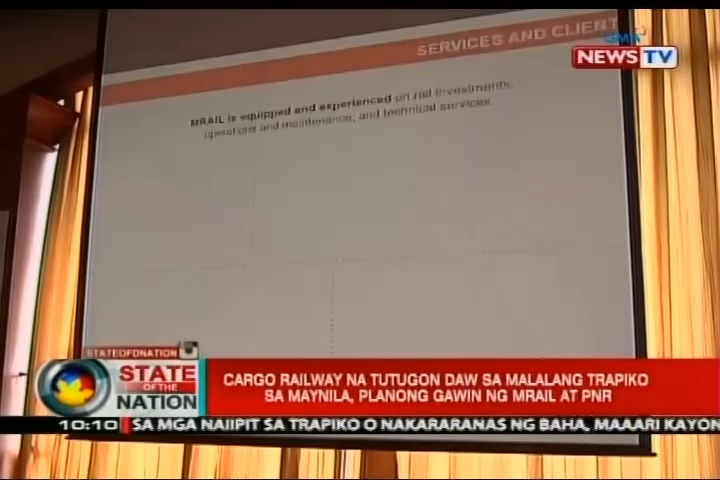 SERVICES AND CLIENT
GMA
NEWS TV
MRAIL is equipped and experienced on rail investments,
operations and maintenance, and technical services
STATEOFDNATION
STATE
OF THE
NATION
CARGO RAILWAY NA TUTUGON DAW SA MALALANG TRAPIKO
SA MAYNILA, PLANONG GAWIN NG MRAIL AT PNR
10:10 SA MGA NAIIPIT SA TRAPIKO O NAKARARANAS NG BAHA, MAAARI KAYON